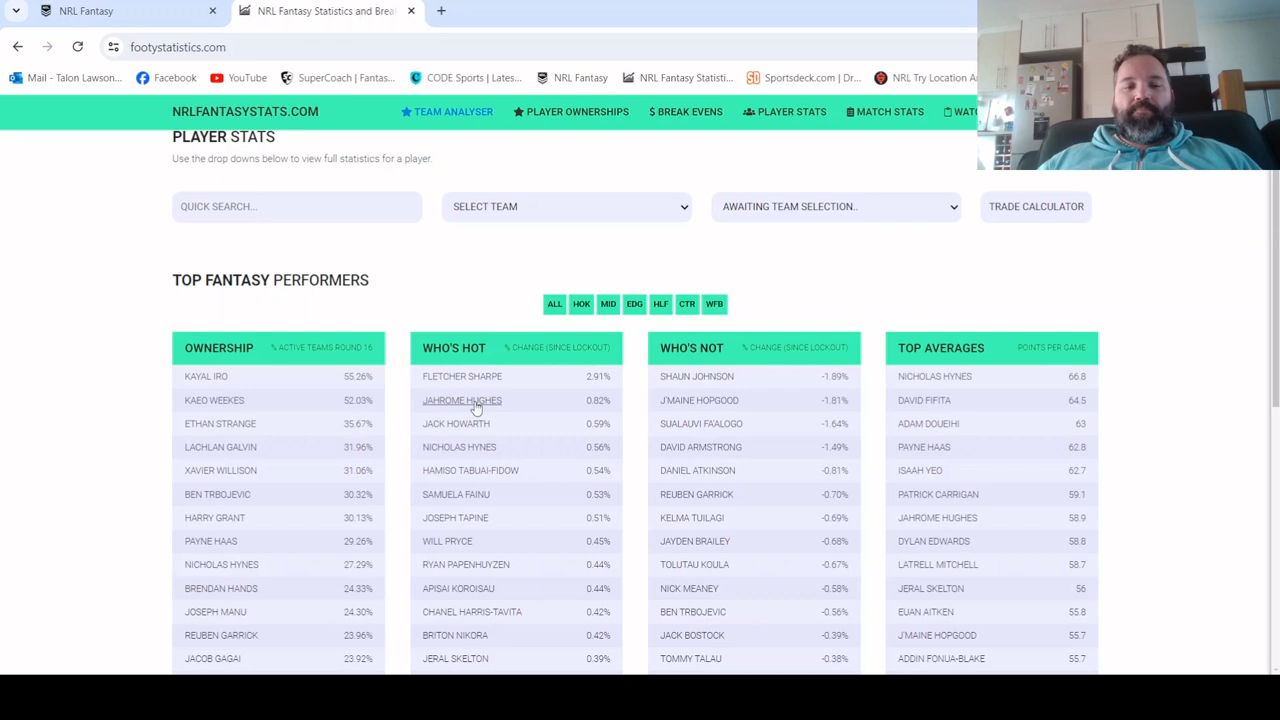 NRL Fantasy
NRL Fantasy Statistics and Brea
footystatistics.com
Mail - Talon Lawson... Facebook YouTube SuperCoach | Fantas... CODE Sports | Lates... NRL Fantasy NRL Fantasy Statisti... Sportsdeck.com | Dr... NRL Try Location Ar
NRLFANTASYSTATS.COM TEAM ANALYSER PLAYER OWNERSHIPS $ BREAK EVENS PLAYER STATS MATCH STATS WATC
PLAYER STATS
Use the drop downs below to view full statistics for a player.
QUICK SEARCH... SELECT TEAM AWAITING TEAM SELECTION.. TRADE CALCULATOR
TOP FANTASY PERFORMERS
ALL HOK MID EDG HLF CTR WFB
OWNERSHIP % ACTIVE TEAMS ROUND 16
KAYAL IRO 55.26%
KAEO WEEKES 52.03%
ETHAN STRANGE 35.67%
LACHLAN GALVIN 31.96%
XAVIER WILLISON 31.06%
BEN TRBOJEVIC 30.32%
HARRY GRANT 30.13%
PAYNE HAAS 29.26%
NICHOLAS HYNES 27.29%
BRENDAN HANDS 24.33%
JOSEPH MANU 24.30%
REUBEN GARRICK 23.96%
JACOB GAGAI 23.92%
WHO'S HOT % CHANGE (SINCE LOCKOUT)
FLETCHER SHARPE 2.91%
JAHROME HUGHES 0.82%
JACK HOWARTH 0.59%
NICHOLAS HYNES 0.56%
HAMISO TABUAI-FIDOW 0.54%
SAMUELA FAINU 0.53%
JOSEPH TAPINE 0.51%
WILL PRYCE 0.45%
RYAN PAPENHUYZEN 0.44%
APISAI KOROISAU 0.44%
CHANEL HARRIS-TAVITA 0.42%
BRITON NIKORA 0.42%
JERAL SKELTON 0.39%
WHO'S NOT % CHANGE (SINCE LOCKOUT)
SHAUN JOHNSON -1.89%
J'MAINE HOPGOOD -1.81%
SUALAUVI FA'ALOGO -1.64%
DAVID ARMSTRONG -1.49%
DANIEL ATKINSON -0.81%
REUBEN GARRICK -0.70%
KELMA TUILAGI -0.69%
JAYDEN BRAILEY -0.68%
TOLUTAU KOULA -0.67%
NICK MEANEY -0.58%
BEN TRBOJEVIC -0.56%
JACK BOSTOCK -0.39%
TOMMY TALAU -0.38%
TOP AVERAGES POINTS PER GAME
NICHOLAS HYNES 66.8
DAVID FIFITA 64.5
ADAM DOUEIHI 63
PAYNE HAAS 62.8
ISAAH YEO 62.7
PATRICK CARRIGAN 59.1
JAHROME HUGHES 58.9
DYLAN EDWARDS 58.8
LATRELL MITCHELL 58.7
JERAL SKELTON 56
EUAN AITKEN 55.8
J'MAINE HOPGOOD 55.7
ADDIN FONUA-BLAKE 55.7